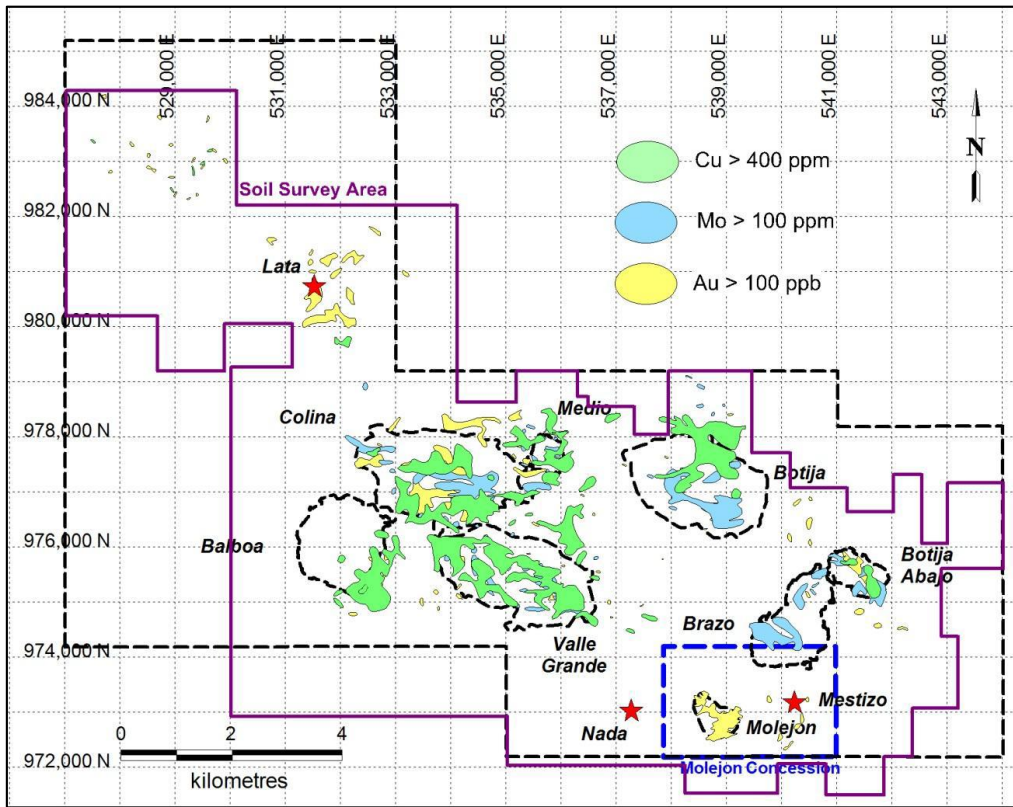 529,000 E
531,000 E
533,000 E
535,000 E
537,000 E
539,000 E
541,000 E
543,000 E
984,000 N
N
Cu > 400 ppm
Soil Survey Area
982,000 N
Mo > 100 ppm
Lata
Au > 100 ppb
980,000 N
Colina
Medio
978,000 N
Botija
976,000 N
Balboa
Botija
Abajo
Brazo
974,000 N
Valle
Grande
Mestizo
Nada
Molejon
0 2 4
972,000 N
Molejon Concession
kilometres